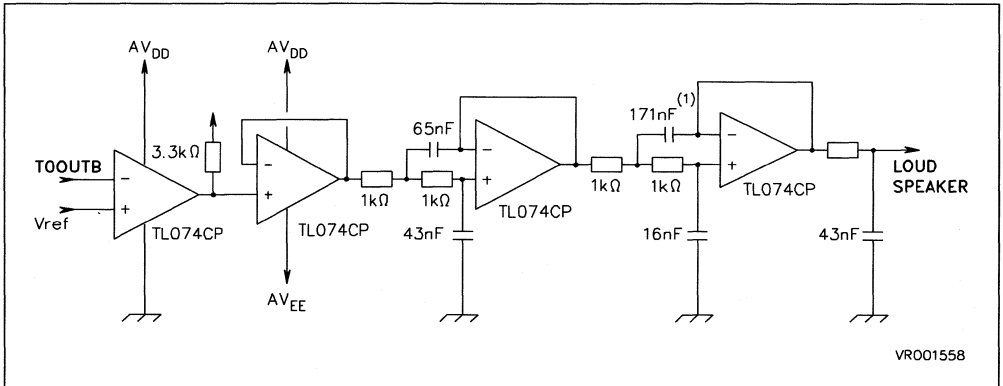 AVDD
AVDD
T0OUTB
Vref
3.3kΩ
TL074CP
TL074CP
AVEE
65nF
1kΩ
1kΩ
43nF
TL074CP
171nF(1)
1kΩ
1kΩ
16nF
TL074CP
43nF
LOUD
SPEAKER
VR001558